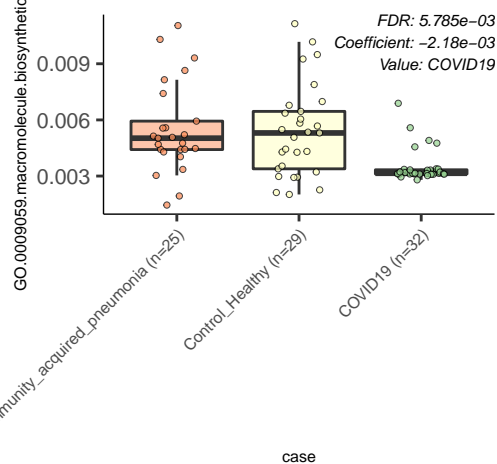 FDR: 5.785e−03
Coefficient: −2.18e−03
Value: COVID19
GO.0009059.macromolecule.biosynthetic
0.009
0.006
0.003
munity_acquired_pneumonia (n=25)
Control_Healthy (n=29)
COVID19 (n=32)
case